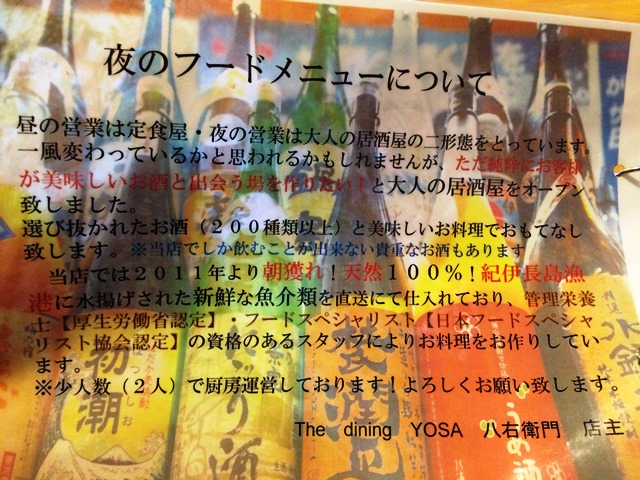 夜のフードメニューについて
昼の営業は定食屋・夜の営業は大人の居酒屋の二形態をとっています。
一風変わっているかと思われるかもしれませんが、ただ純粋にお客様
が美味しいお酒と出会う場を作りたい！と大人の居酒屋をオープン
致しました。
選び抜かれたお酒（２００種類以上）と美味しいお料理でおもてなし
致します。※当店でしか飲むことが出来ない貴重なお酒もあります
当店では２０１１年より朝獲れ！天然１００％！紀伊長島漁
港に水揚げされた新鮮な魚介類を直送にて仕入れており、管理栄養
士【厚生労働省認定】・フードスペシャリスト【日本フードスペシャ
リスト協会認定】の資格のあるスタッフによりお料理をお作りしてい
ます。
※少人数（２人）で厨房運営しております！よろしくお願い致します。
The dining YOSA 八右衛門 店主
初潮
にごり酒